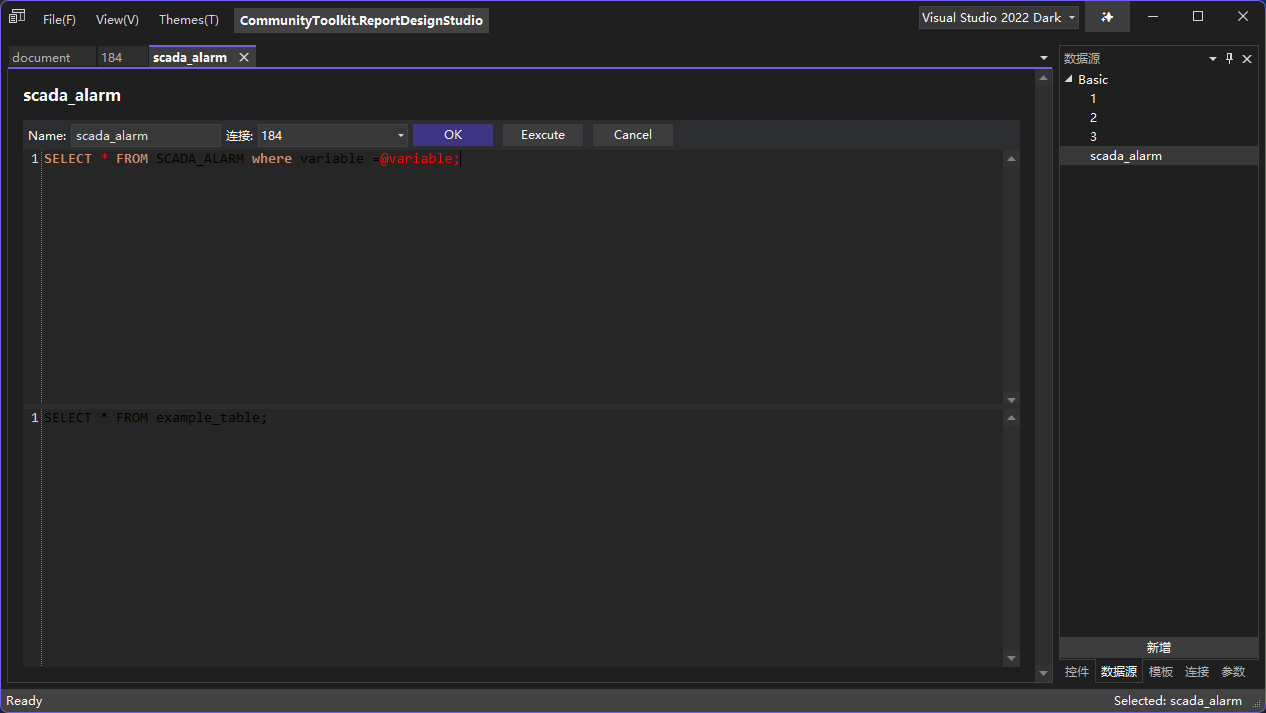 File(F) View(V) Themes(T) CommunityToolkit.ReportDesignStudio Visual Studio 2022 Dark
document 184 scada_alarm
scada_alarm
Name: scada_alarm 连接: 184 OK Eexcute Cancel
1 SELECT * FROM SCADA_ALARM where variable =@variable;
1 SELECT * FROM example_table;
数据源
Basic
1
2
3
scada_alarm
新增
控件 数据源 模板 连接 参数
Ready Selected: scada_alarm